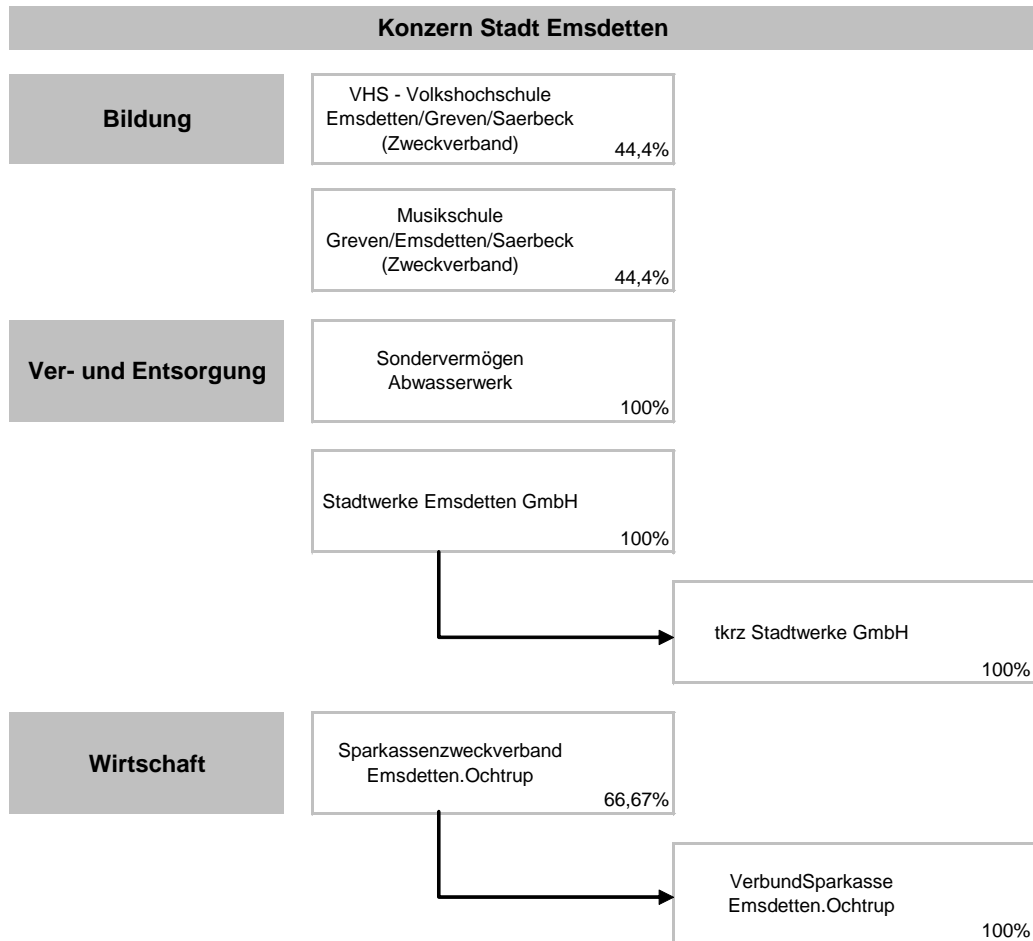 Konzern Stadt Emsdetten
Bildung
VHS - Volkshochschule
Emsdetten/Greven/Saerbeck
(Zweckverband)
44,4%
Musikschule
Greven/Emsdetten/Saerbeck
(Zweckverband)
44,4%
Ver- und Entsorgung
Sondervermögen
Abwasserwerk
100%
Stadtwerke Emsdetten GmbH
100%
tkrz Stadtwerke GmbH
100%
Wirtschaft
Sparkassenzweckverband
Emsdetten.Ochtrup
66,67%
VerbundSparkasse
Emsdetten.Ochtrup
100%